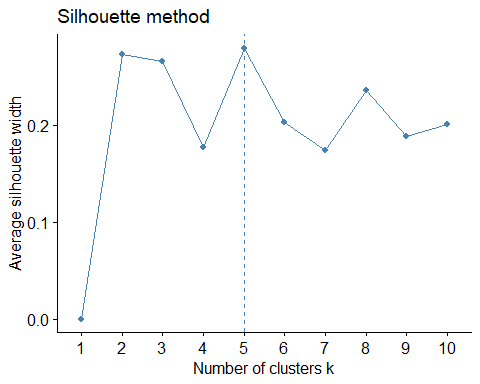 Silhouette method
Average silhouette width
0.2
0.1
0.0
1 2 3 4 5 6 7 8 9 10
Number of clusters k